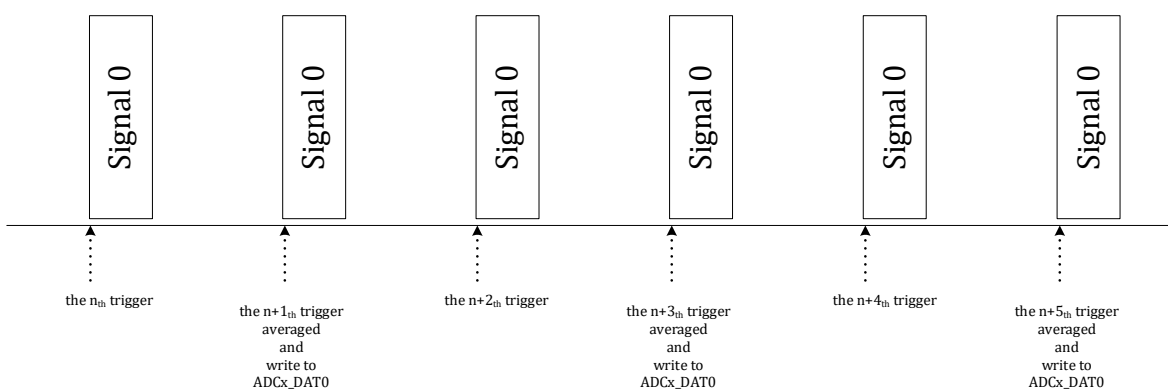 Signal 0
Signal 0
Signal 0
Signal 0
Signal 0
Signal 0
the nth trigger
the n+1th trigger
averaged
and
write to
ADCx_DAT0
the n+2th trigger
the n+3th trigger
averaged
and
write to
ADCx_DAT0
the n+4th trigger
the n+5th trigger
averaged
and
write to
ADCx_DAT0